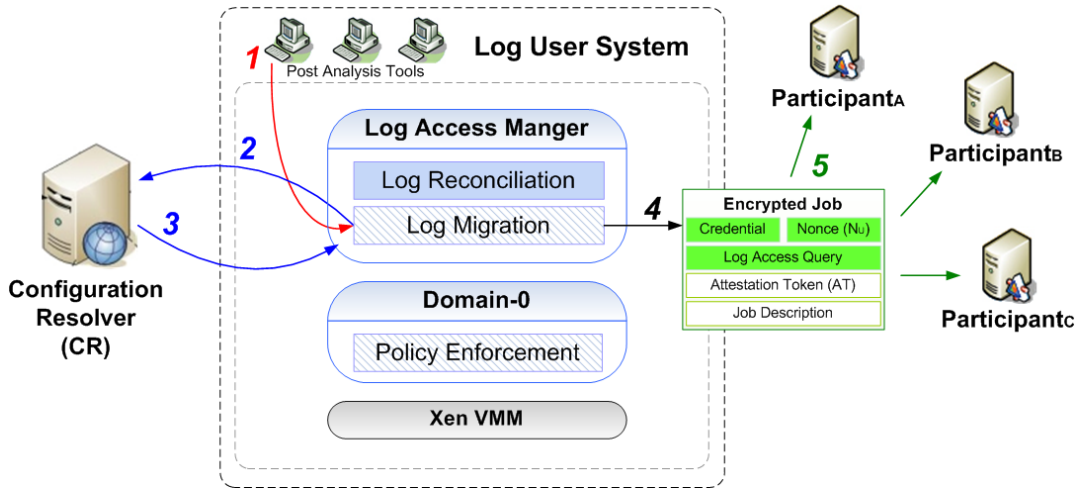 1
Log User System
Post Analysis Tools
Log Access Manger
Log Reconciliation
Log Migration
2
3
Configuration
Resolver
(CR)
Domain-0
Policy Enforcement
Xen VMM
4
Encrypted Job
Credential
Nonce (NU)
Log Access Query
Attestation Token (AT)
Job Description
5
ParticipantA
ParticipantB
ParticipantC